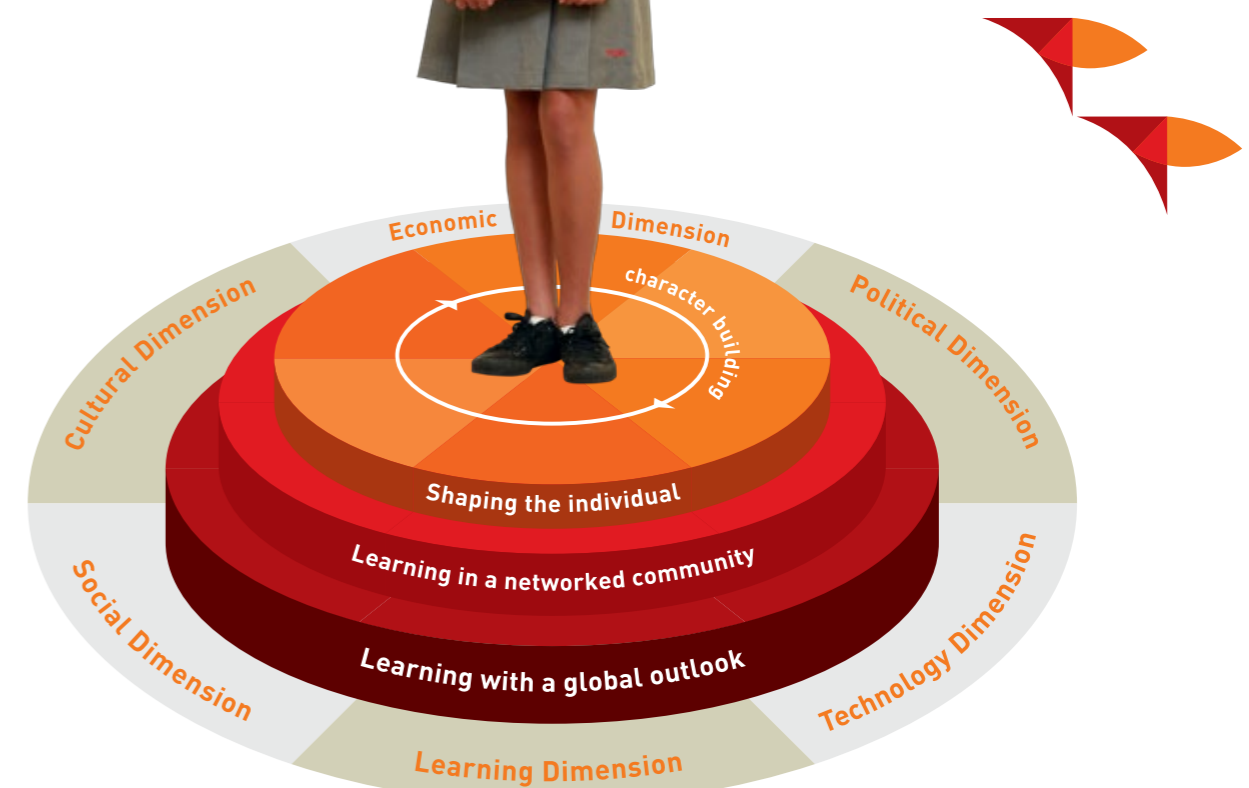 Economic Dimension
Cultural Dimension
Political Dimension
character building
Shaping the individual
Learning in a networked community
Learning with a global outlook
Social Dimension
Technology Dimension
Learning Dimension